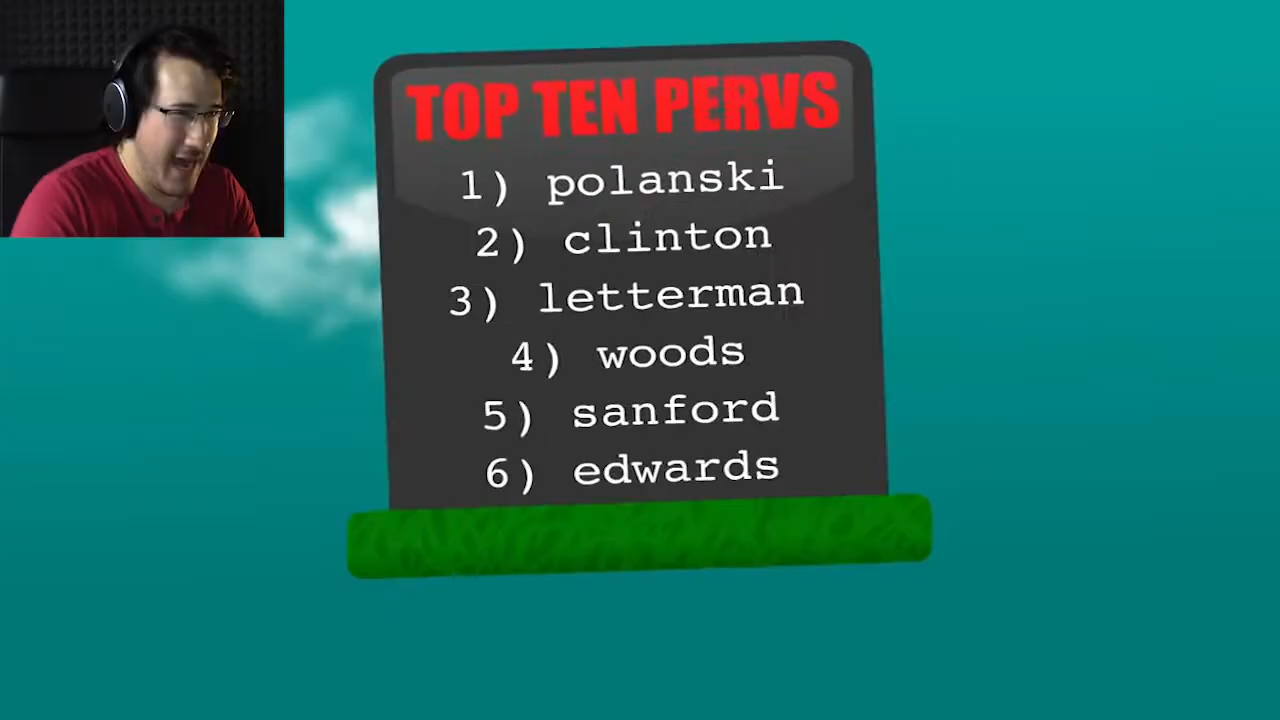 TOP TEN PERVS
1) polanski
2) clinton
3) letterman
4) woods
5) sanford
6) edwards